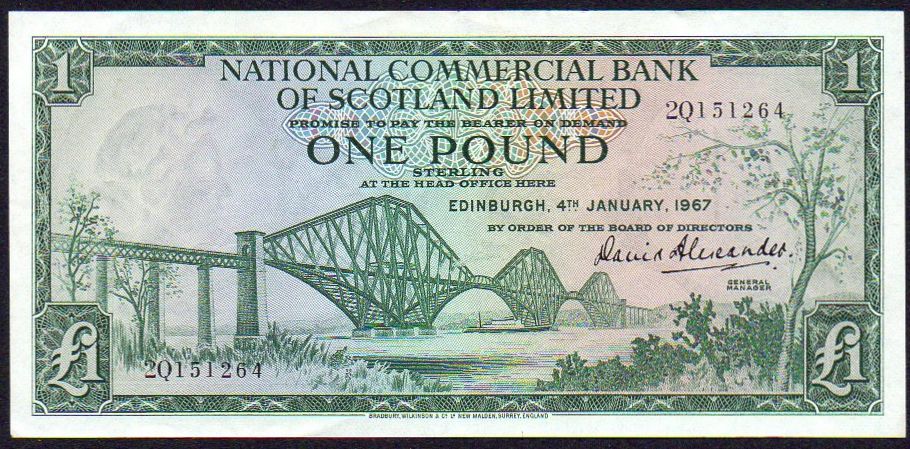 1
1
NATIONAL COMMERCIAL BANK
OF SCOTLAND LIMITED
2Q151264
PROMISE TO PAY THE BEARER ON DEMAND
ONE POUND
STERLING
AT THE HEAD OFFICE HERE
EDINBURGH, 4TH JANUARY, 1967
BY ORDER OF THE BOARD OF DIRECTORS
David Alexander.
GENERAL
MANAGER
£1
2Q151264
£1
BRADBURY, WILKINSON & Co Ld NEW MALDEN, SURREY, ENGLAND